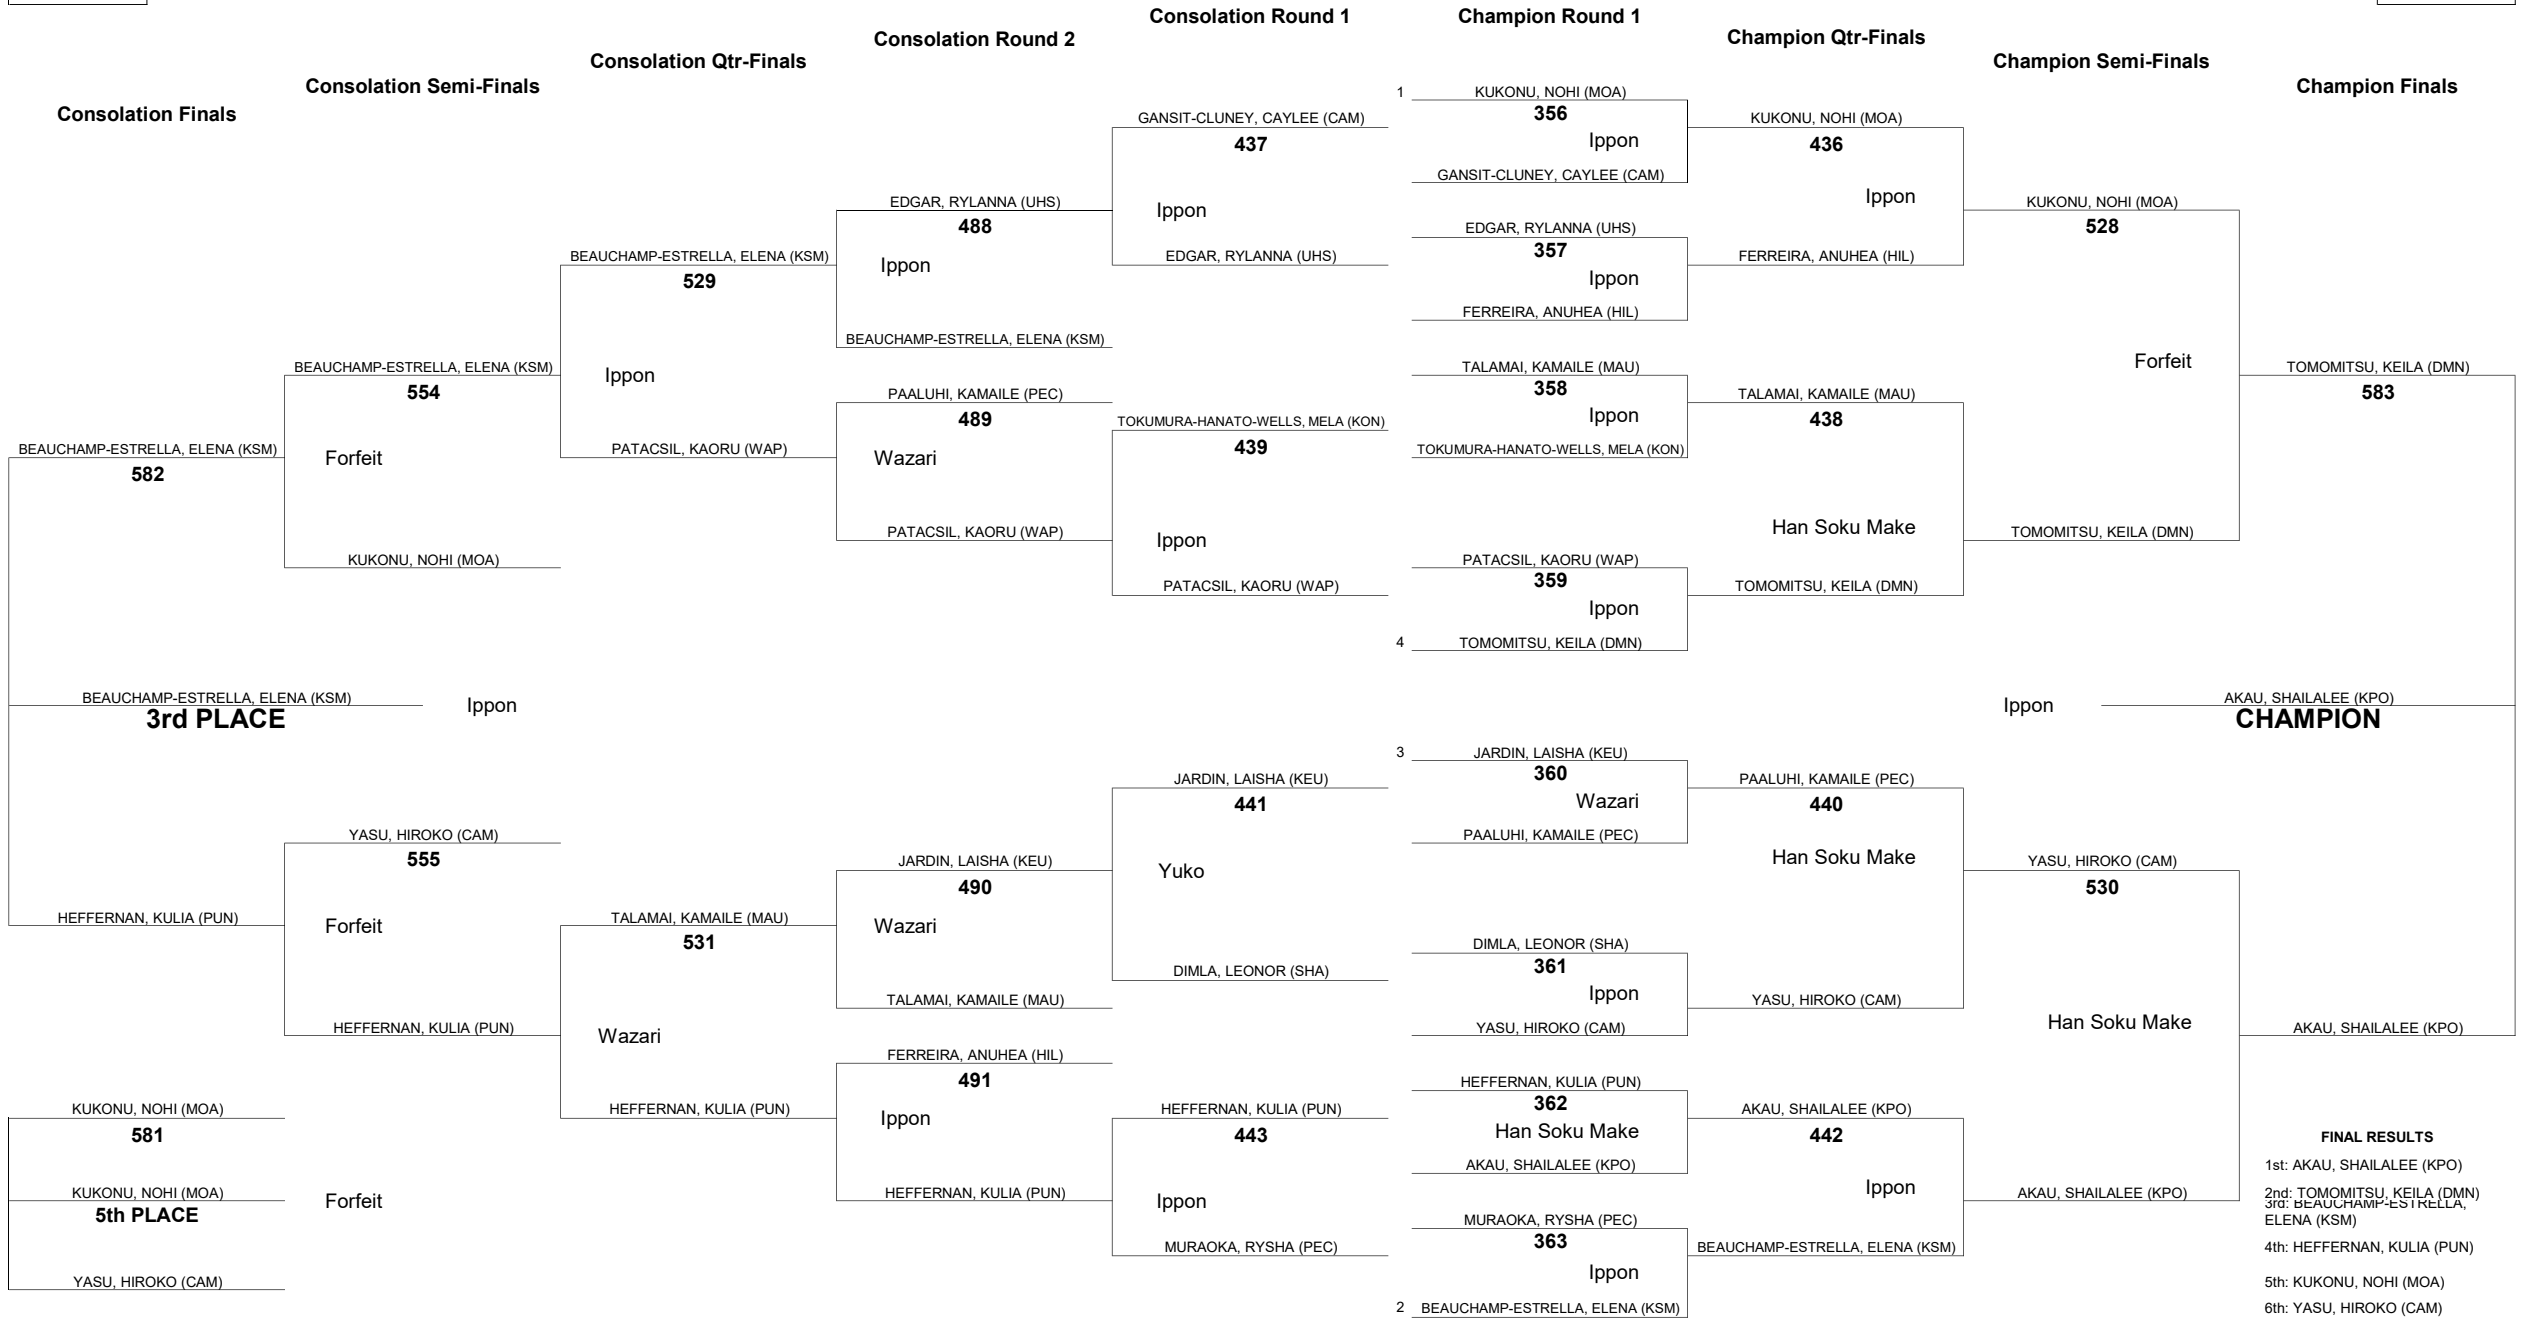 Consolation Round 1
Champion Round 1
Consolation Round 2
Champion Qtr-Finals
Consolation Qtr-Finals
Champion Semi-Finals
Consolation Semi-Finals
Champion Finals
Consolation Finals
1 KUKONU, NOHI (MOA)
356
Ippon
GANSIT-CLUNEY, CAYLEE (CAM)
EDGAR, RYLANNA (UHS)
357
Ippon
FERREIRA, ANUHEA (HIL)
TALAMAI, KAMAILE (MAU)
358
Ippon
TOKUMURA-HANATO-WELLS, MELA (KON)
PATACSIL, KAORU (WAP)
359
Ippon
4 TOMOMITSU, KEILA (DMN)
3 JARDIN, LAISHA (KEU)
360
Wazari
PAALUHI, KAMAILE (PEC)
DIMLA, LEONOR (SHA)
361
Ippon
YASU, HIROKO (CAM)
HEFFERNAN, KULIA (PUN)
362
Han Soku Make
AKAU, SHAILALEE (KPO)
MURAOKA, RYSHA (PEC)
363
Ippon
2 BEAUCHAMP-ESTRELLA, ELENA (KSM)
KUKONU, NOHI (MOA)
436
Ippon
FERREIRA, ANUHEA (HIL)
TALAMAI, KAMAILE (MAU)
438
Han Soku Make
TOMOMITSU, KEILA (DMN)
PAALUHI, KAMAILE (PEC)
440
Han Soku Make
YASU, HIROKO (CAM)
AKAU, SHAILALEE (KPO)
442
Ippon
BEAUCHAMP-ESTRELLA, ELENA (KSM)
KUKONU, NOHI (MOA)
528
Forfeit
TOMOMITSU, KEILA (DMN)
YASU, HIROKO (CAM)
530
Han Soku Make
AKAU, SHAILALEE (KPO)
TOMOMITSU, KEILA (DMN)
583
Ippon
AKAU, SHAILALEE (KPO)
CHAMPION
AKAU, SHAILALEE (KPO)
GANSIT-CLUNEY, CAYLEE (CAM)
437
Ippon
EDGAR, RYLANNA (UHS)
TOKUMURA-HANATO-WELLS, MELA (KON)
439
Ippon
PATACSIL, KAORU (WAP)
JARDIN, LAISHA (KEU)
441
Yuko
DIMLA, LEONOR (SHA)
HEFFERNAN, KULIA (PUN)
443
Ippon
MURAOKA, RYSHA (PEC)
EDGAR, RYLANNA (UHS)
488
Ippon
BEAUCHAMP-ESTRELLA, ELENA (KSM)
PAALUHI, KAMAILE (PEC)
489
Wazari
PATACSIL, KAORU (WAP)
JARDIN, LAISHA (KEU)
490
Wazari
TALAMAI, KAMAILE (MAU)
FERREIRA, ANUHEA (HIL)
491
Ippon
HEFFERNAN, KULIA (PUN)
BEAUCHAMP-ESTRELLA, ELENA (KSM)
529
Ippon
PATACSIL, KAORU (WAP)
TALAMAI, KAMAILE (MAU)
531
Wazari
HEFFERNAN, KULIA (PUN)
BEAUCHAMP-ESTRELLA, ELENA (KSM)
554
Forfeit
KUKONU, NOHI (MOA)
YASU, HIROKO (CAM)
555
Forfeit
HEFFERNAN, KULIA (PUN)
BEAUCHAMP-ESTRELLA, ELENA (KSM)
582
BEAUCHAMP-ESTRELLA, ELENA (KSM)
3rd PLACE
Ippon
HEFFERNAN, KULIA (PUN)
KUKONU, NOHI (MOA)
581
KUKONU, NOHI (MOA)
5th PLACE
Forfeit
YASU, HIROKO (CAM)
FINAL RESULTS
1st: AKAU, SHAILALEE (KPO)
2nd: TOMOMITSU, KEILA (DMN)
3rd: BEAUCHAMP-ESTRELLA,
ELENA (KSM)
4th: HEFFERNAN, KULIA (PUN)
5th: KUKONU, NOHI (MOA)
6th: YASU, HIROKO (CAM)